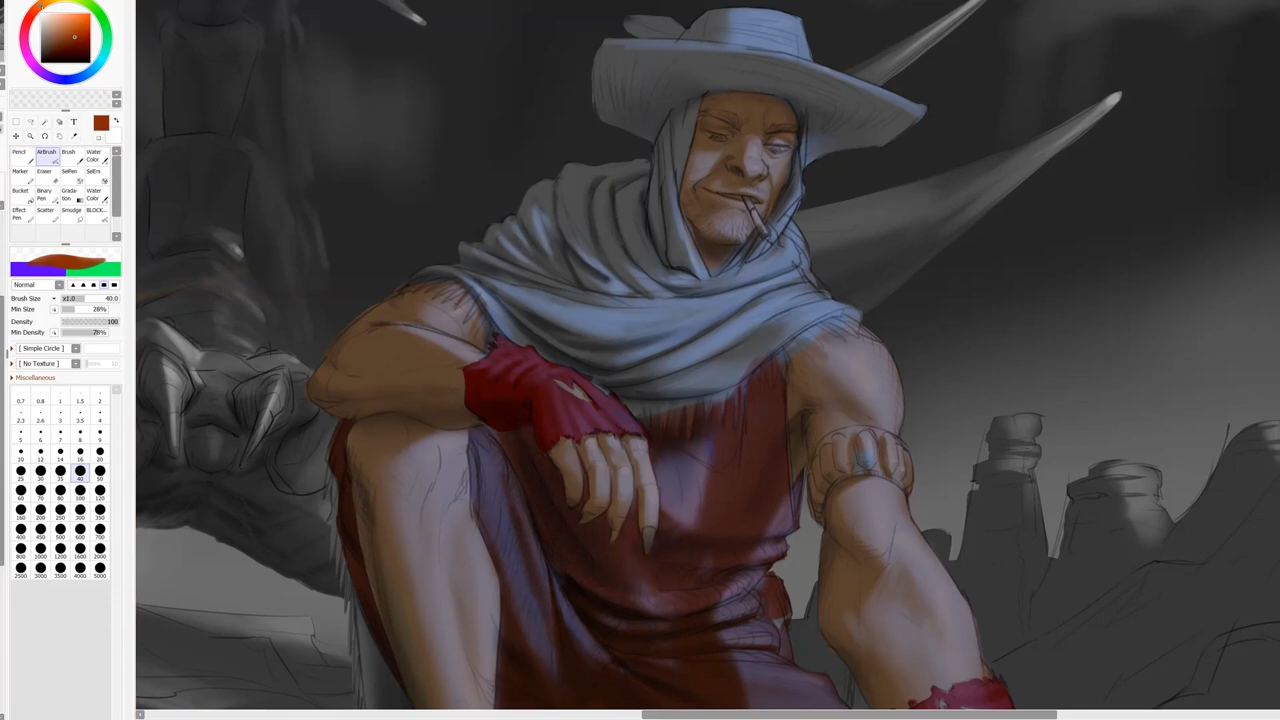 T
Pencil AirBrush Brush Water Color
Marker Eraser SelPen SelErs
Bucket Binary Pen Grada-tion Water Color
Effect Pen Scatter Smudge BLOCK...
Normal
Brush Size x1.0 40.0
Min Size 28%
Density 100
Min Density 78%
[ Simple Circle ]
[ No Texture ]
Miscellaneous
0.7 0.8 1 1.5 2
2.3 2.6 3 3.5 4
5 6 7 8 9
10 12 14 16 20
25 30 35 40 50
60 70 80 100 120
160 200 250 300 350
400 450 500 600 700
800 1000 1200 1600 2000
2500 3000 3500 4000 5000